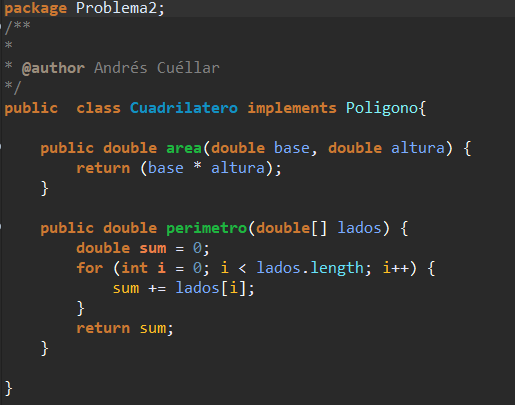 package Problema2;
/**
*
* @author Andrés Cuéllar
*/
public  class Cuadrilatero implements Poligono{

    public double area(double base, double altura) {
        return (base * altura);
    }

    public double perimetro(double[] lados) {
        double sum = 0;
        for (int i = 0; i < lados.length; i++) {
            sum += lados[i];
        }
        return sum;
    }

}